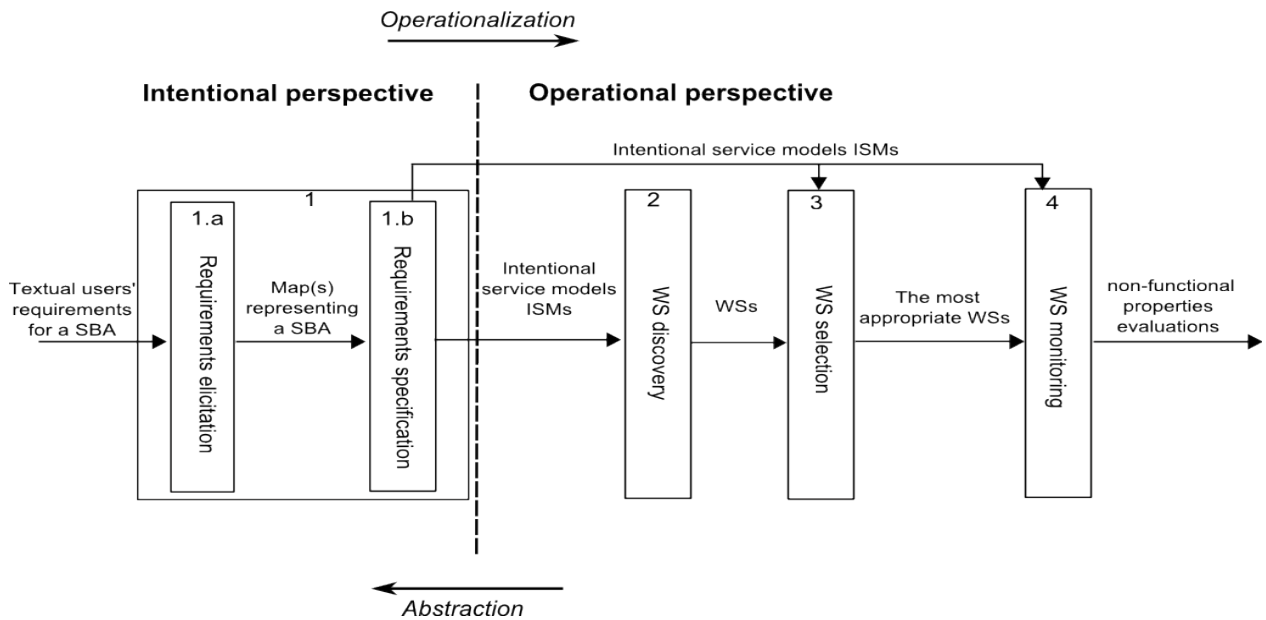 Operationalization
Intentional perspective
Operational perspective
Intentional service models ISMs
1
1.a
Requirements elicitation
1.b
Requirements specification
2
WS discovery
3
WS selection
4
WS monitoring
Textual users'
requirements
for a SBA
Map(s)
representing
a SBA
Intentional
service models
ISMs
WSs
The most
appropriate WSs
non-functional
properties
evaluations
Abstraction